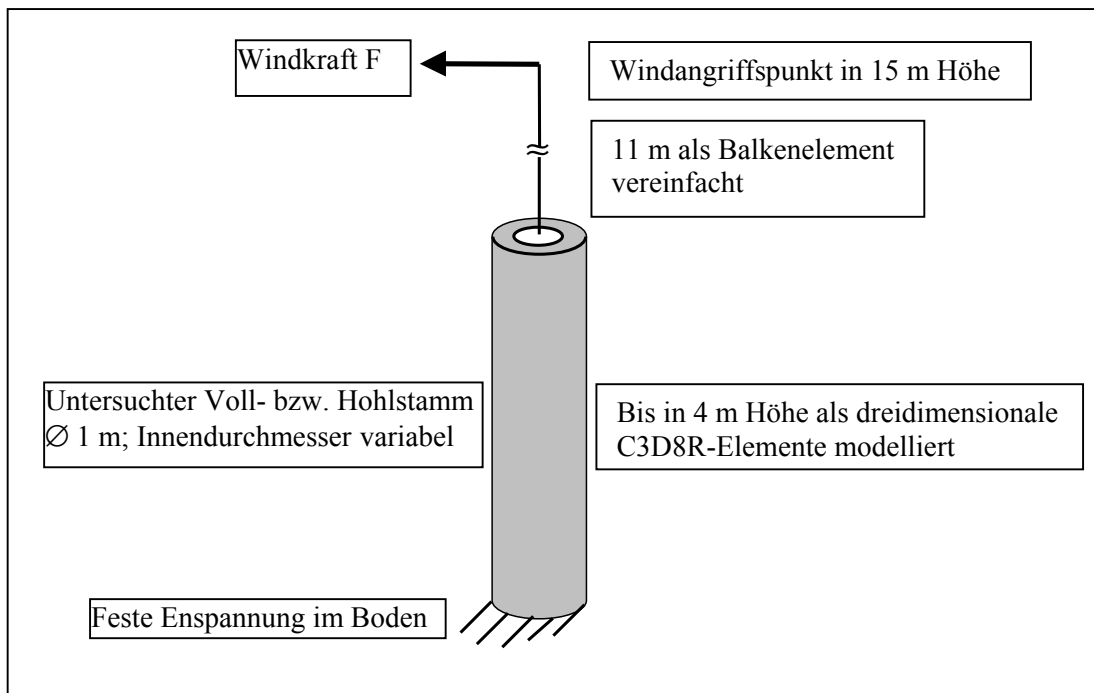 Windkraft F
Windangriffspunkt in 15 m Höhe
11 m als Balkenelement
vereinfacht
Untersuchter Voll- bzw. Hohlstamm
∅ 1 m; Innendurchmesser variabel
Bis in 4 m Höhe als dreidimensionale
C3D8R-Elemente modelliert
Feste Enspannung im Boden